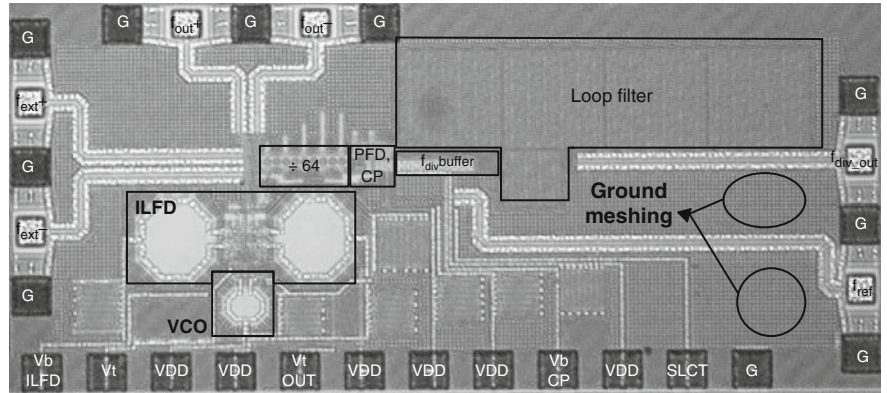 G
f_out+
G
f_out−
G
G
f_ext+
G
f_ext−
G
Loop filter
÷ 64
PFD,
CP
f_div buffer
G
f_div_out
G
f_ref
G
Ground
meshing
ILFD
VCO
Vb
ILFD
Vt
VDD
VDD
Vt
OUT
VDD
VDD
VDD
Vb
CP
VDD
SLCT
G